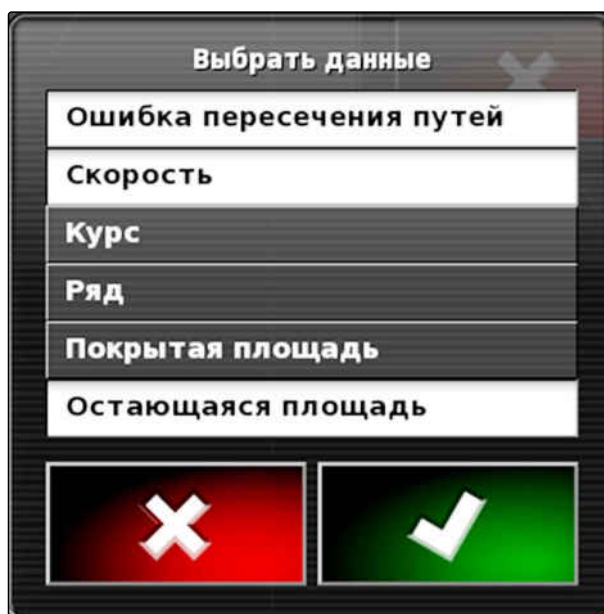 Выбрать данные
Ошибка пересечения путей
Скорость
Курс
Ряд
Покрытая площадь
Остающаяся площадь